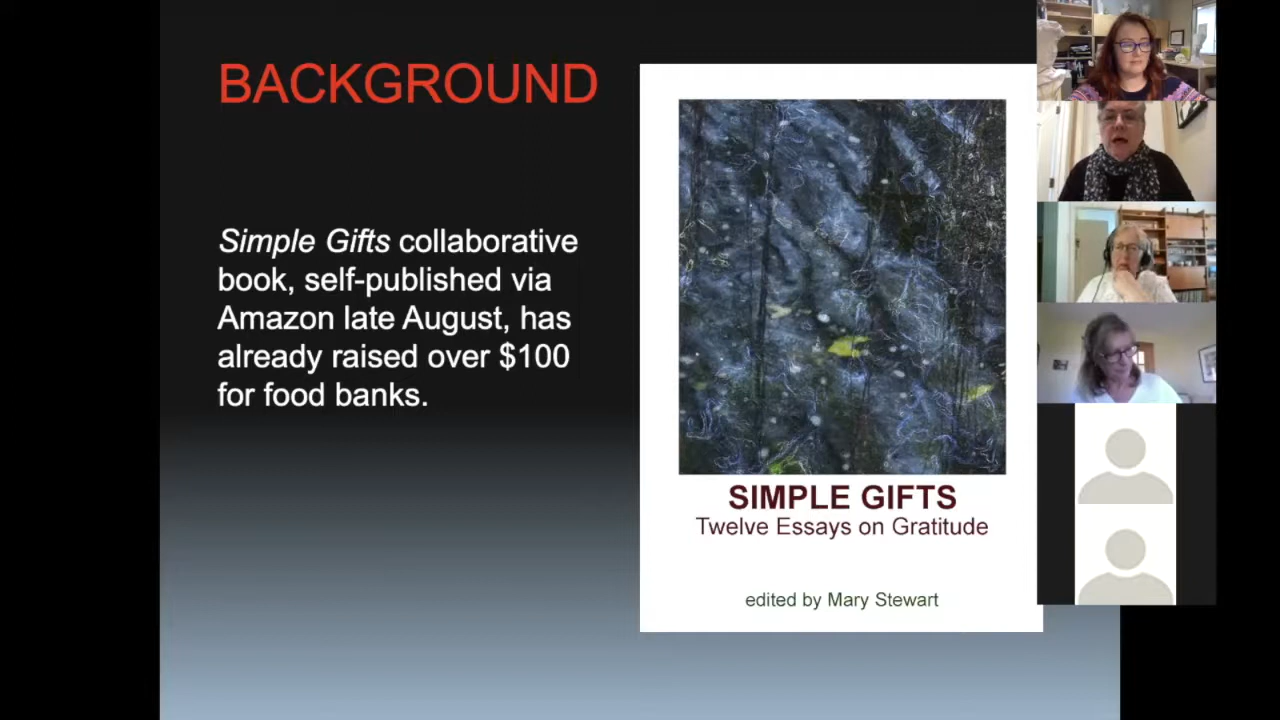 BACKGROUND
Simple Gifts collaborative
book, self-published via
Amazon late August, has
already raised over $100
for food banks.
SIMPLE GIFTS
Twelve Essays on Gratitude
edited by Mary Stewart